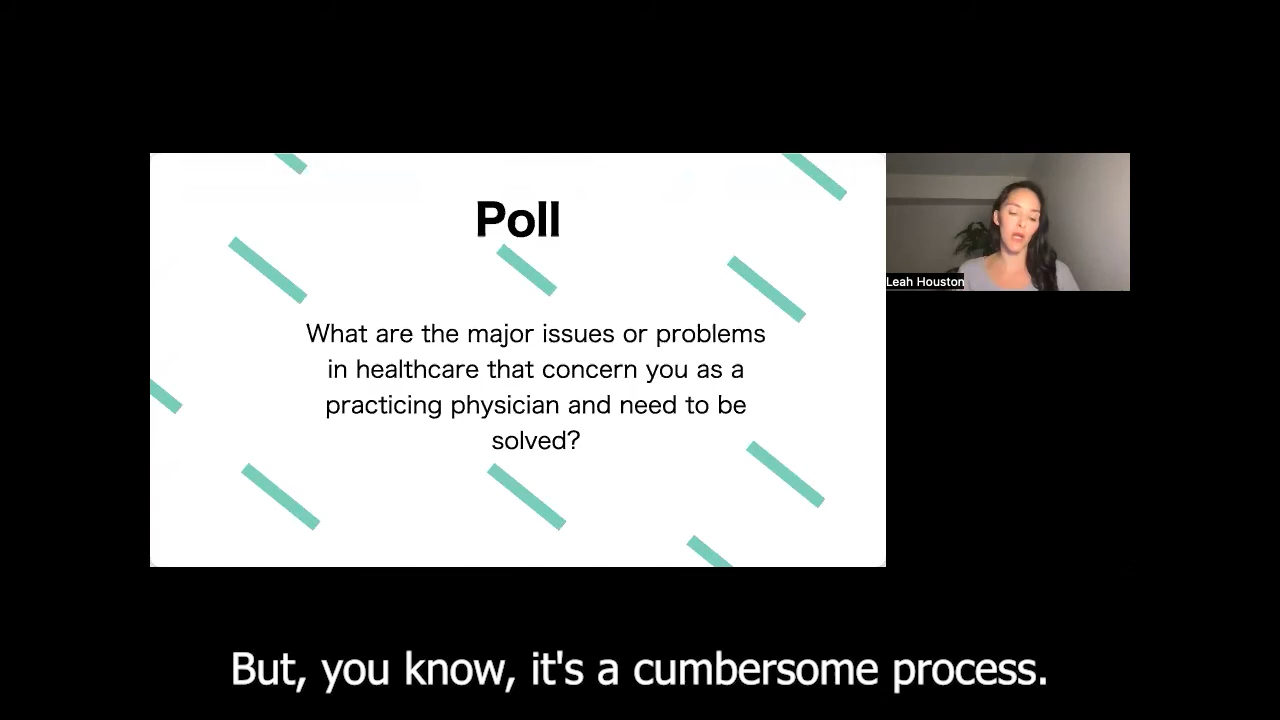 Poll
What are the major issues or problems
in healthcare that concern you as a
practicing physician and need to be
solved?
Leah Houston
But, you know, it's a cumbersome process.